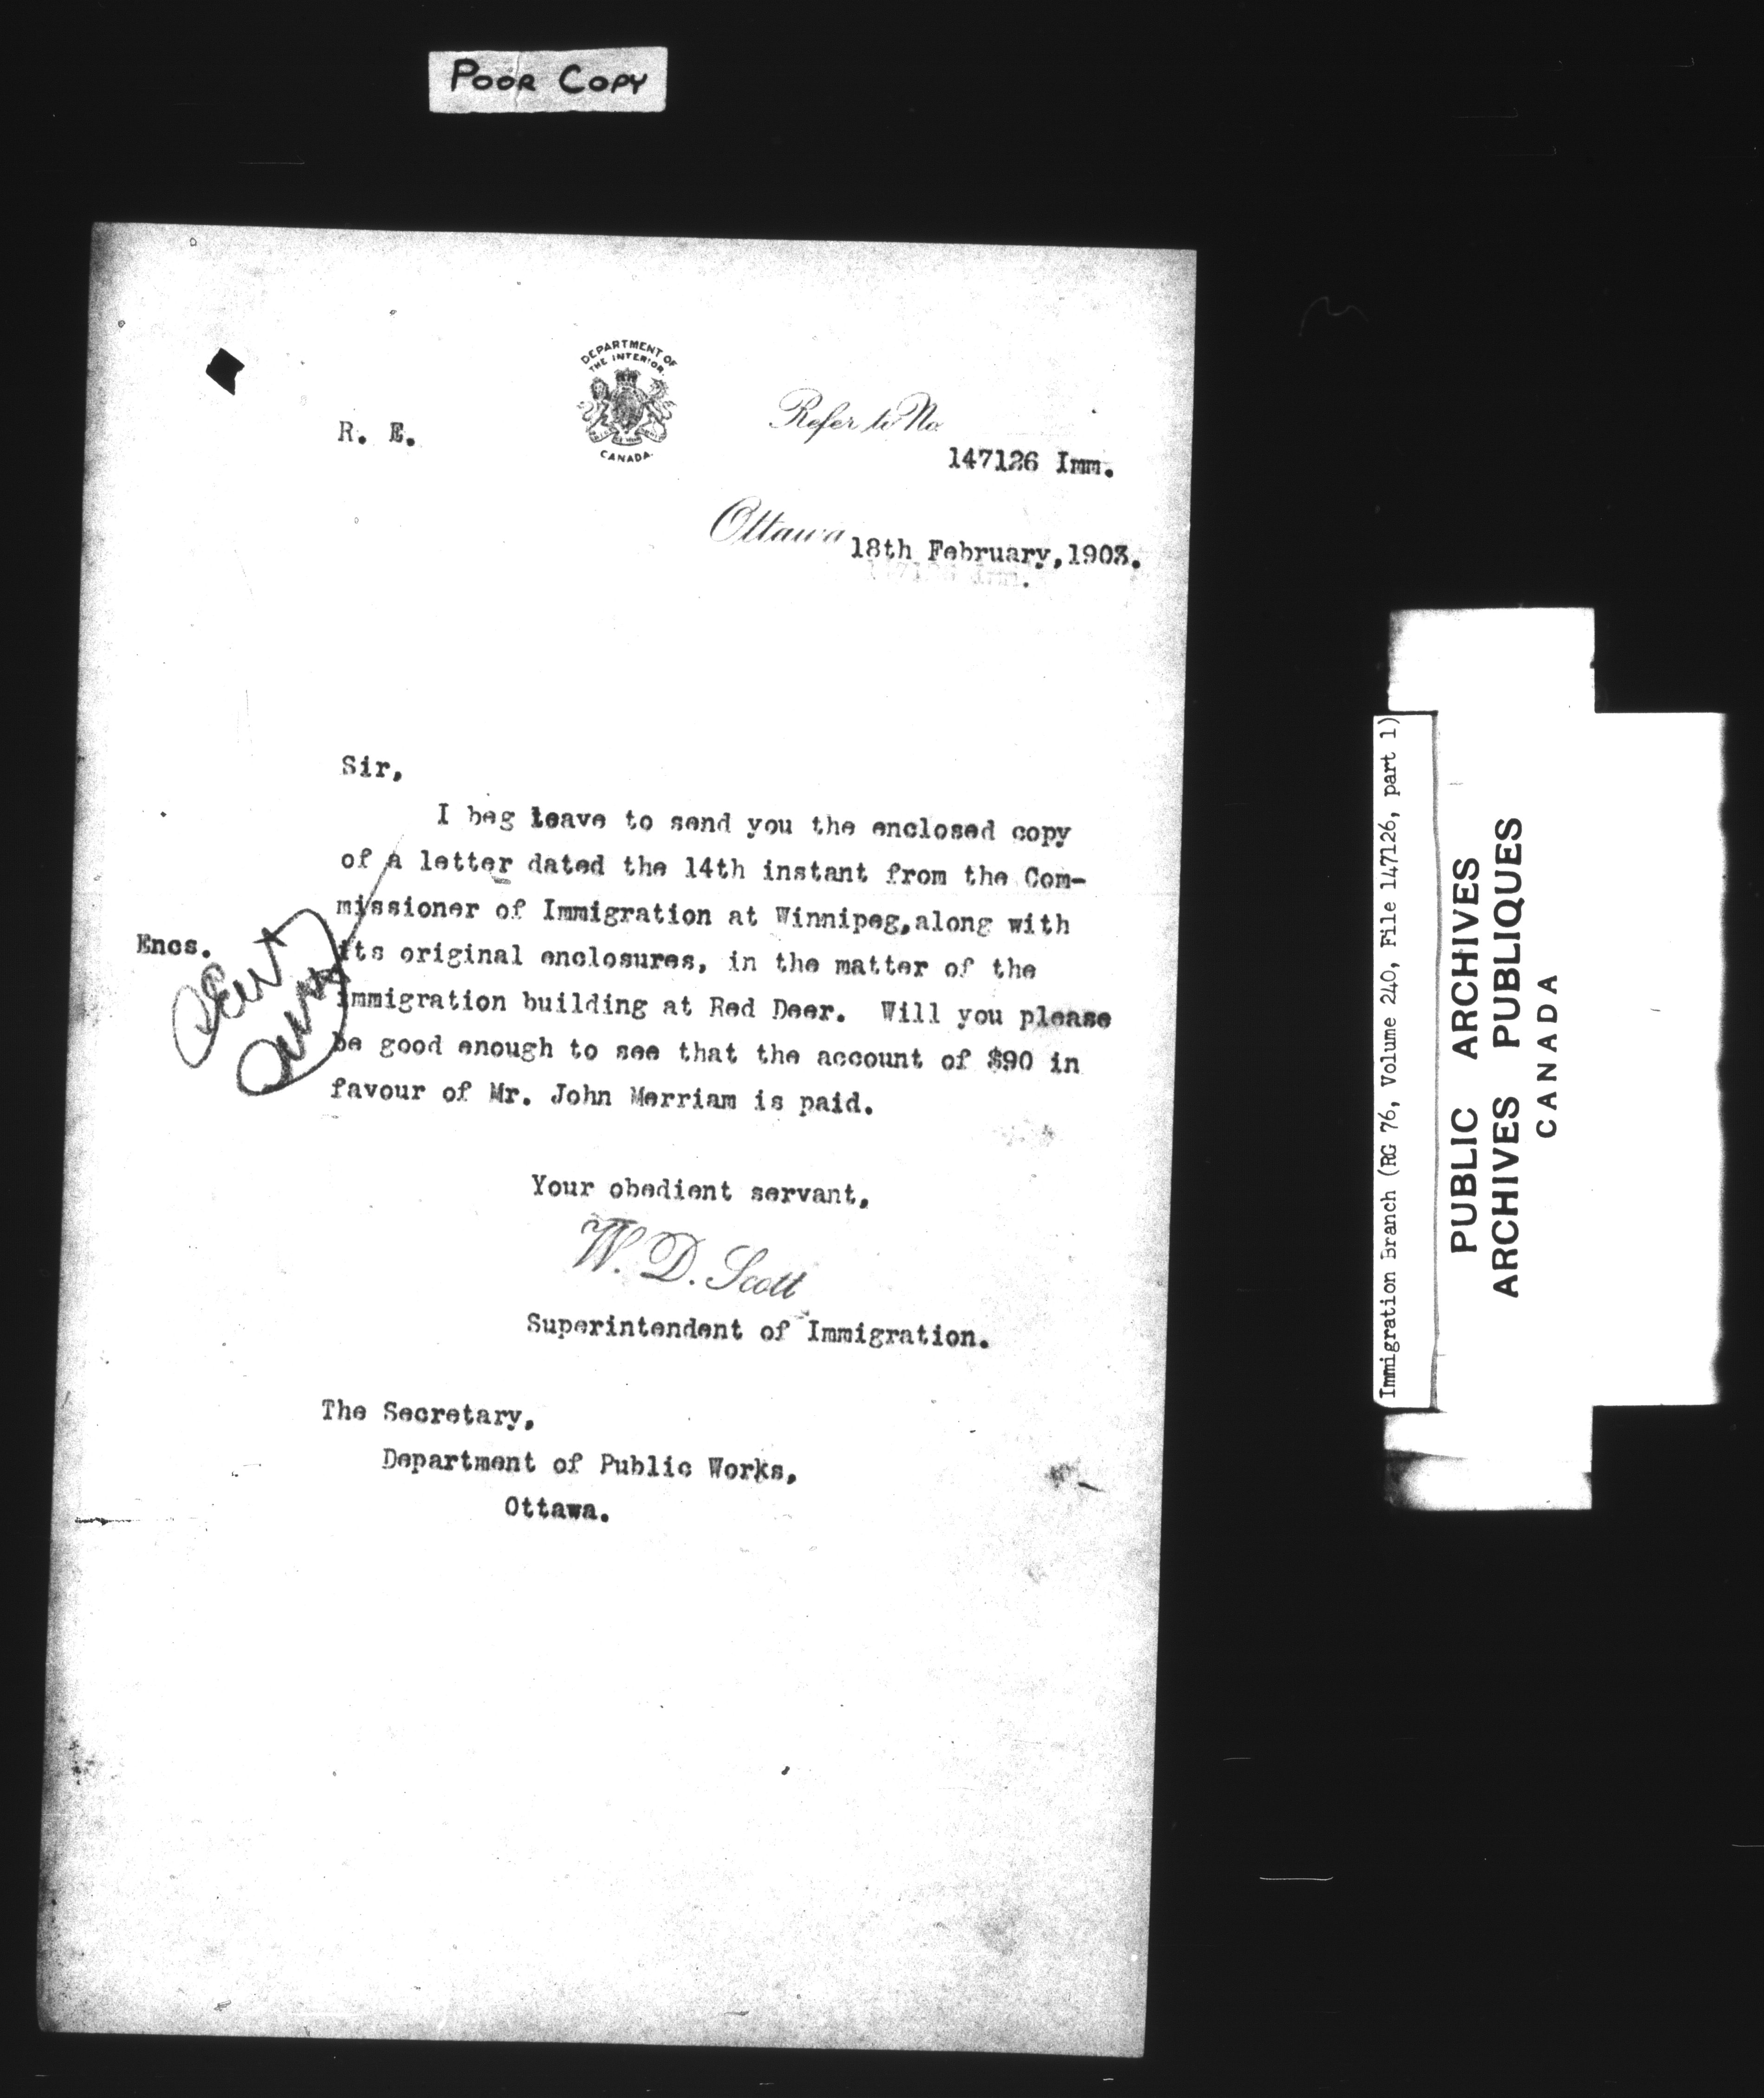 POOR COPY
DEPARTMENT OF
THE INTERIOR.
CANADA.
R. E.
Refer to No.
147126 Imm.
Ottawa 18th February, 1903.
147126 Imm.
Sir,
I beg leave to send you the enclosed copy
of a letter dated the 14th instant from the Com-
missioner of Immigration at Winnipeg, along with
Encs.
its original enclosures, in the matter of the
immigration building at Red Deer. Will you please
be good enough to see that the account of $90 in
favour of Mr. John Merriam is paid.
Your obedient servant,
W. D. Scott
Superintendent of Immigration.
The Secretary,
Department of Public Works,
Ottawa.
Immigration Branch (RG 76, Volume 240, File 147126, part 1)
PUBLIC ARCHIVES
ARCHIVES PUBLIQUES
CANADA